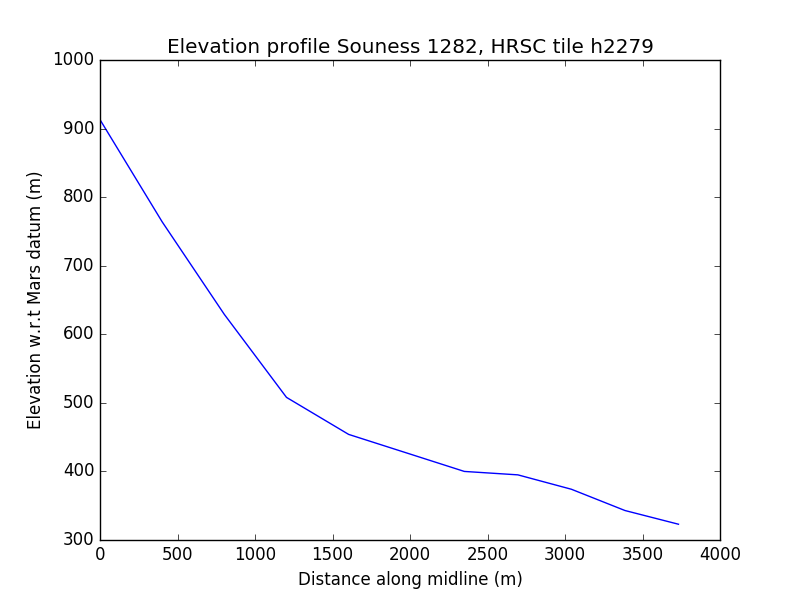 Elevation profile Souness 1282, HRSC tile h2279
1000
900
800
700
600
500
400
300
Elevation w.r.t Mars datum (m)
0 500 1000 1500 2000 2500 3000 3500 4000
Distance along midline (m)